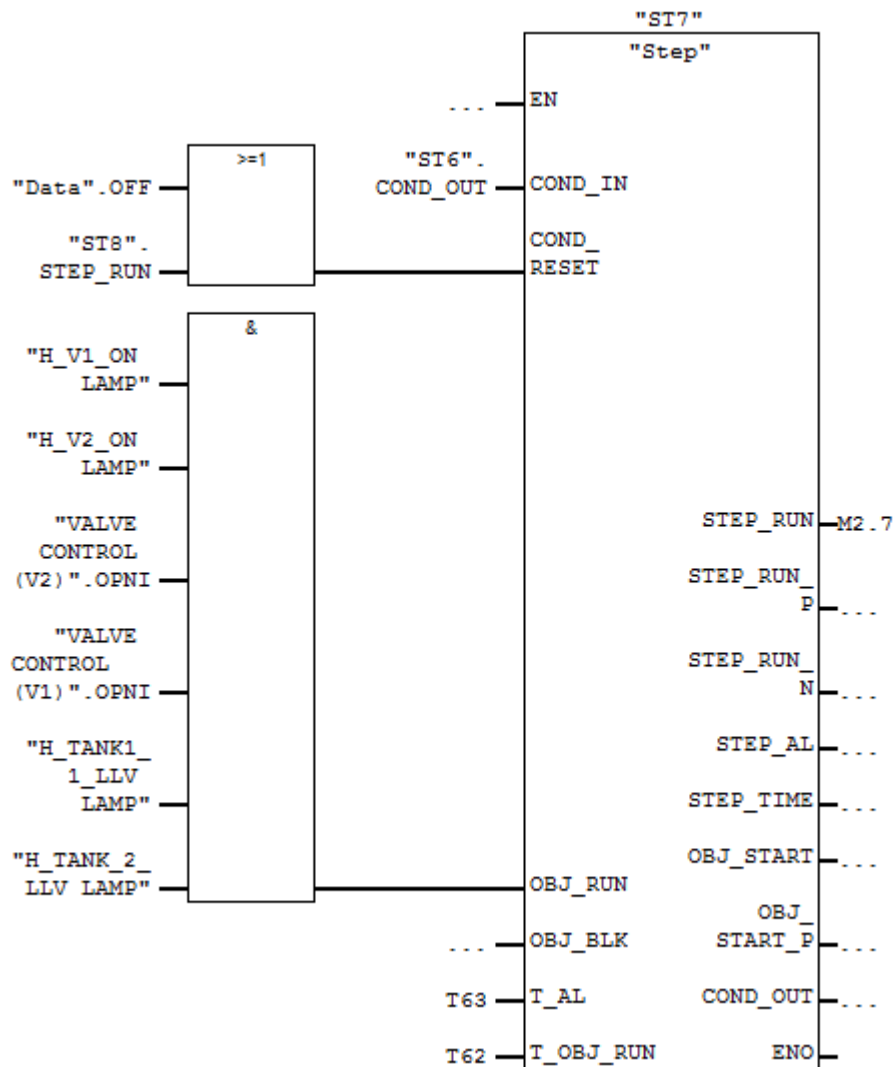 "ST7"
"Step"
... EN
>=1
"ST6".
"Data".OFF
COND_OUT COND_IN
"ST8".
COND_
STEP_RUN
RESET
&
"H_V1_ON
LAMP"
"H_V2_ON
LAMP"
"VALVE
CONTROL
(V2)".OPNI
STEP_RUN M2.7
STEP_RUN_
P ...
"VALVE
CONTROL
(V1)".OPNI
STEP_RUN_
N ...
"H_TANK1_
1_LLV
LAMP"
STEP_AL ...
STEP_TIME ...
"H_TANK_2_
LLV LAMP"
OBJ_START ...
OBJ_RUN
OBJ_
START_P ...
... OBJ_BLK
T63 T_AL
COND_OUT ...
T62 T_OBJ_RUN
ENO